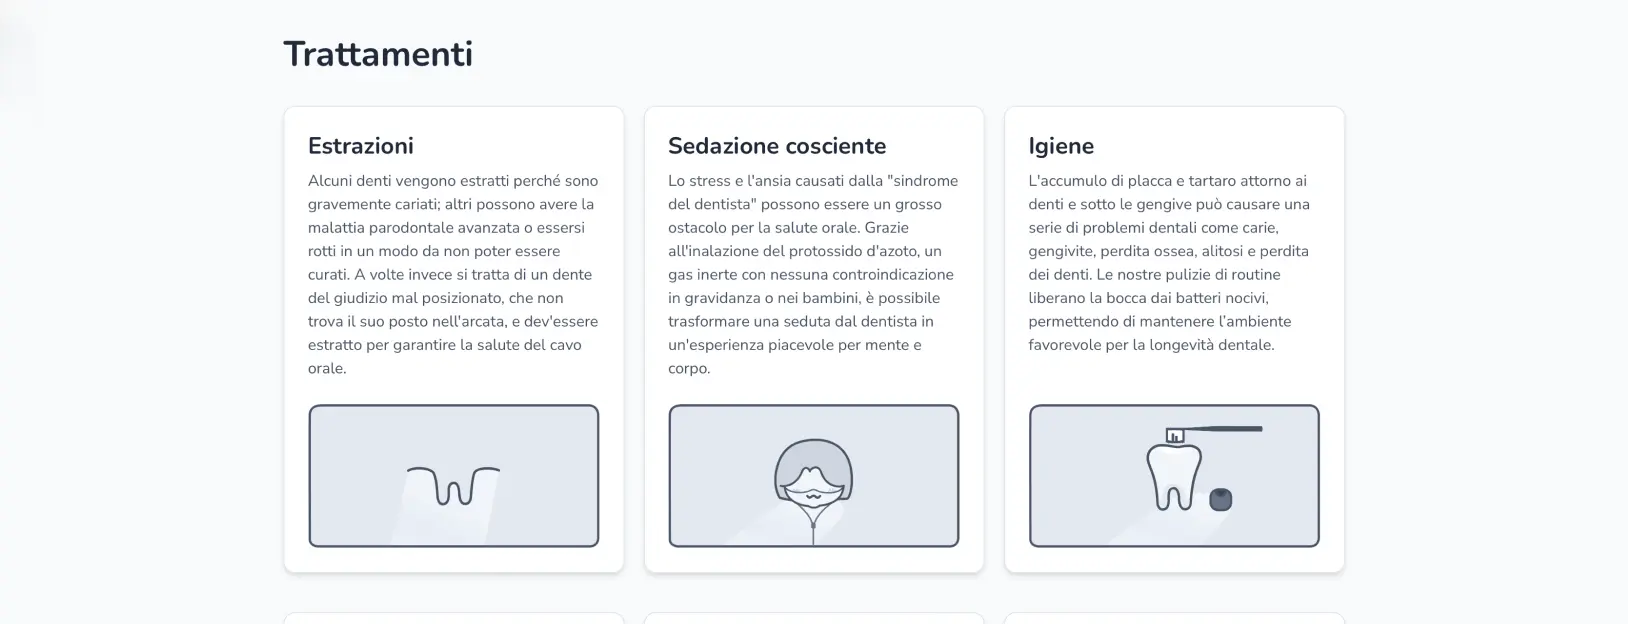 Trattamenti
Estrazioni
Alcuni denti vengono estratti perché sono
gravemente cariati; altri possono avere la
malattia parodontale avanzata o essersi
rotti in un modo da non poter essere
curati. A volte invece si tratta di un dente
del giudizio mal posizionato, che non
trova il suo posto nell'arcata, e dev'essere
estratto per garantire la salute del cavo
orale.
Sedazione cosciente
Lo stress e l'ansia causati dalla "sindrome
del dentista" possono essere un grosso
ostacolo per la salute orale. Grazie
all'inalazione del protossido d'azoto, un
gas inerte con nessuna controindicazione
in gravidanza o nei bambini, è possibile
trasformare una seduta dal dentista in
un'esperienza piacevole per mente e
corpo.
Igiene
L'accumulo di placca e tartaro attorno ai
denti e sotto le gengive può causare una
serie di problemi dentali come carie,
gengivite, perdita ossea, alitosi e perdita
dei denti. Le nostre pulizie di routine
liberano la bocca dai batteri nocivi,
permettendo di mantenere l’ambiente
favorevole per la longevità dentale.